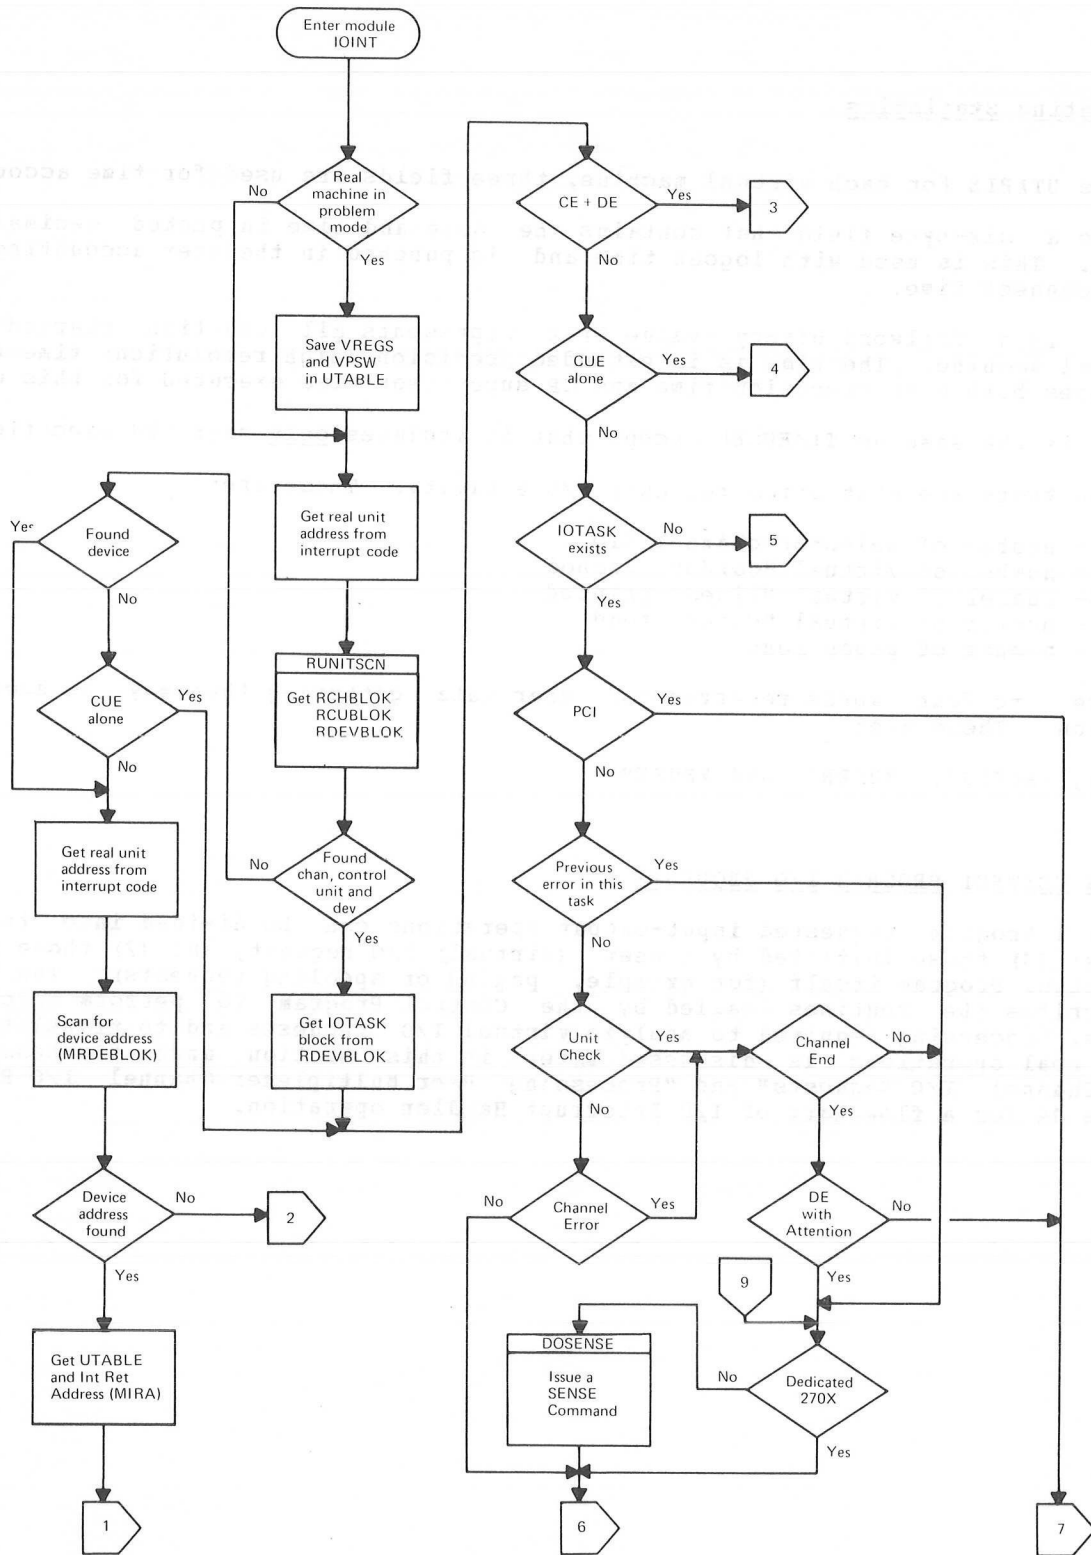 Enter module
IOINT
Real
machine in
problem
mode
No
Yes
Save VREGS
and VPSW
in UTABLE
Get real unit
address from
interrupt code
RUNITSCN
Get RCHBLOK
RCUBLOK
RDEVBLOK
Found
chan, control
unit and
dev
No
Yes
Get IOTASK
block from
RDEVBLOK
Found
device
Yes
No
CUE
alone
Yes
No
Get real unit
address from
interrupt code
Scan for
device address
(MRDEBLOK)
Device
address
found
No
2
Yes
Get UTABLE
and Int Ret
Address (MIRA)
1
CE + DE
Yes
3
No
CUE
alone
Yes
4
No
IOTASK
exists
No
5
Yes
PCI
Yes
No
Previous
error in this
task
Yes
No
Unit
Check
Yes
No
Channel
Error
No
Yes
Channel
End
No
Yes
DE
with
Attention
No
Yes
9
Dedicated
270X
No
Yes
DOSENSE
Issue a
SENSE
Command
6
7